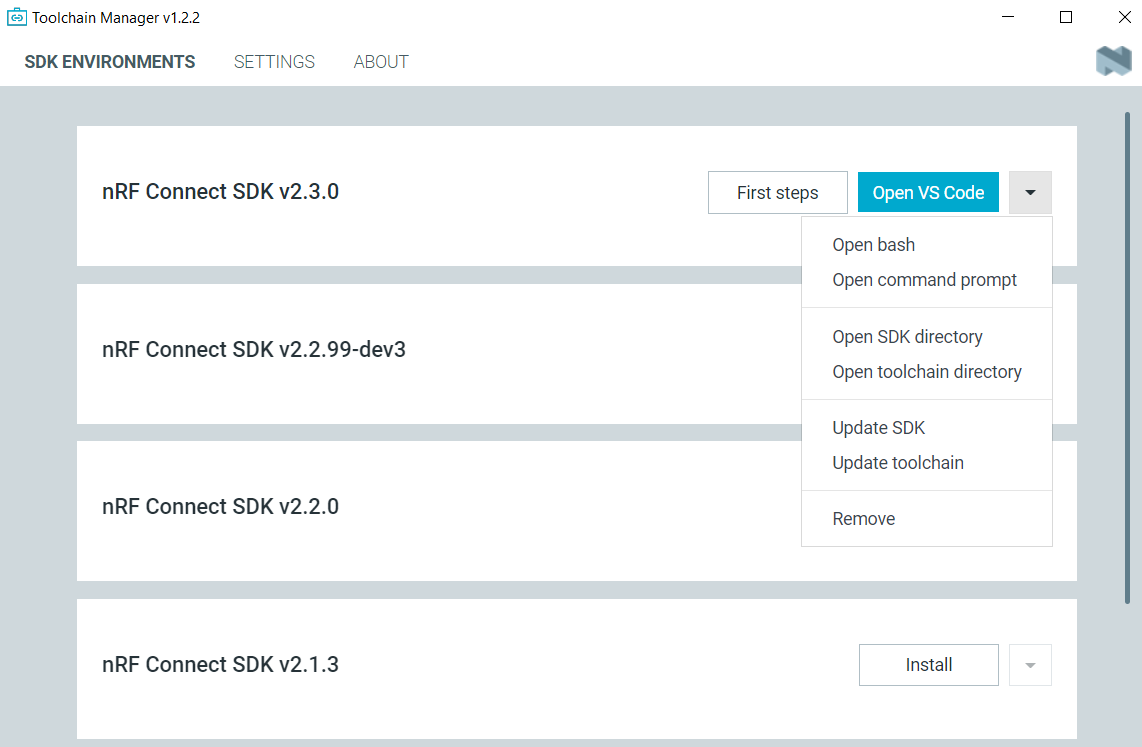 Toolchain Manager v1.2.2
SDK ENVIRONMENTS SETTINGS ABOUT
nRF Connect SDK v2.3.0
First steps Open VS Code
Open bash
Open command prompt
Open SDK directory
Open toolchain directory
Update SDK
Update toolchain
Remove
nRF Connect SDK v2.2.99-dev3
nRF Connect SDK v2.2.0
nRF Connect SDK v2.1.3
Install